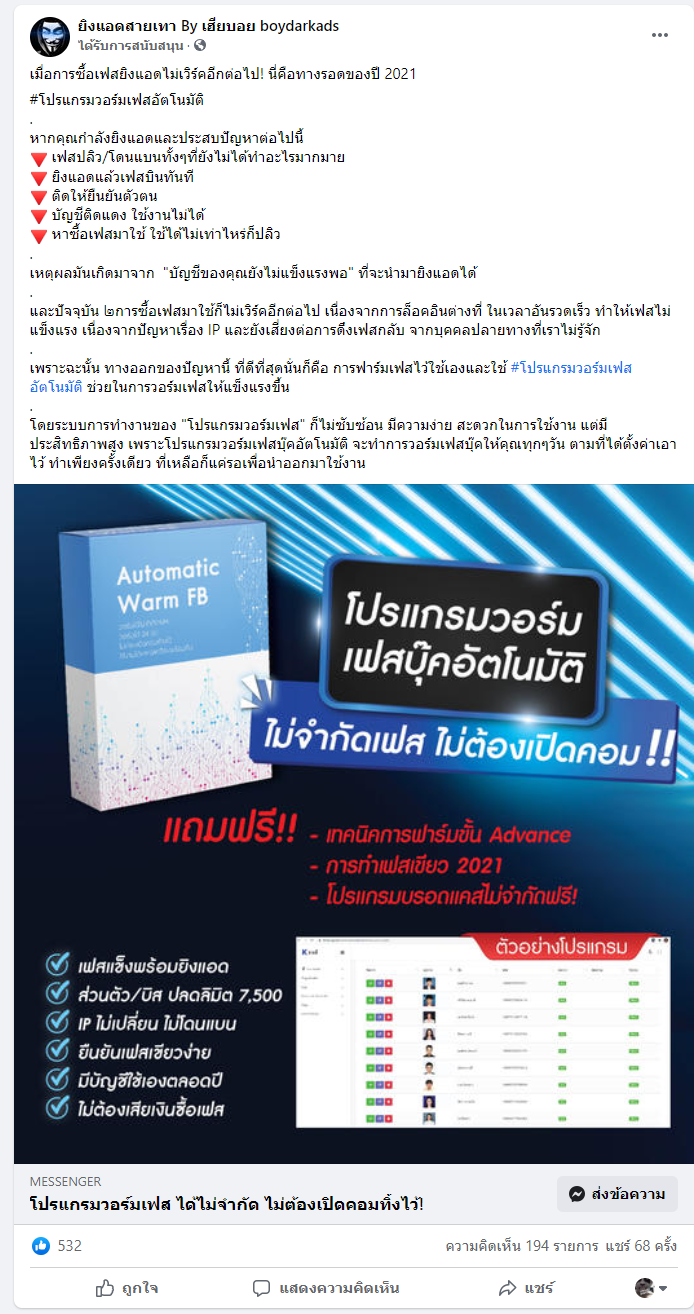 ยิงแอดสายเทา By เฮียบอย boydarkads
ได้รับการสนับสนุน ·
เมื่อการซื้อเฟสยิงแอดไม่เวิร์คอีกต่อไป! นี่คือทางรอดของปี 2021
#โปรแกรมวอร์มเฟสอัตโนมัติ
.
หากคุณกำลังยิงแอดและประสบปัญหาต่อไปนี้
🔻 เฟสปลิว/โดนแบนทั้งๆที่ยังไม่ได้ทำอะไรมากมาย
🔻 ยิงแอดแล้วเฟสบินทันที
🔻 ติดให้ยืนยันตัวตน
🔻 บัญชีติดแดง ใช้งานไม่ได้
🔻 หาซื้อเฟสมาใช้ ใช้ได้ไม่เท่าไหร่ก็ปลิว
.
เหตุผลมันเกิดมาจาก "บัญชีของคุณยังไม่แข็งแรงพอ" ที่จะนำมายิงแอดได้
.
และปัจจุบัน ๒การซื้อเฟสมาใช้ก็ไม่เวิร์คอีกต่อไป เนื่องจากการล็อคอินต่างที่ ในเวลาอันรวดเร็ว ทำให้เฟสไม่
แข็งแรง เนื่องจากปัญหาเรื่อง IP และยังเสี่ยงต่อการดึงเฟสกลับ จากบุคคลปลายทางที่เราไม่รู้จัก
.
เพราะฉะนั้น ทางออกของปัญหานี้ ที่ดีที่สุดนั่นก็คือ การฟาร์มเฟสไว้ใช้เองและใช้ #โปรแกรมวอร์มเฟส
อัตโนมัติ ช่วยในการวอร์มเฟสให้แข็งแรงขึ้น
.
โดยระบบการทำงานของ "โปรแกรมวอร์มเฟส" ก็ไม่ซับซ้อน มีความง่าย สะดวกในการใช้งาน แต่มี
ประสิทธิภาพสูง เพราะโปรแกรมวอร์มเฟสบุ๊คอัตโนมัติ จะทำการวอร์มเฟสบุ๊คให้คุณทุกๆวัน ตามที่ได้ตั้งค่าเอา
ไว้ ทำเพียงครั้งเดียว ที่เหลือก็แค่รอเพื่อนำออกมาใช้งาน
Automatic
Warm FB
โปรแกรมวอร์ม
เฟสบุ๊คอัตโนมัติ
ไม่จำกัดเฟส ไม่ต้องเปิดคอม !!
แถมฟรี!!
- เทคนิคการฟาร์มขั้น Advance
- การทำเฟสเขียว 2021
- โปรแกรมบรอดแคสไม่จำกัดฟรี!
ตัวอย่างโปรแกรม
เฟสแข็งพร้อมยิงแอด
ส่วนตัว/บิส ปลดลิมิต 7,500
IP ไม่เปลี่ยน ไม่โดนแบน
ยืนยันเฟสเขียวง่าย
มีบัญชีใช้เองตลอดปี
ไม่ต้องเสียเงินซื้อเฟส
MESSENGER
โปรแกรมวอร์มเฟส ได้ไม่จำกัด ไม่ต้องเปิดคอมทิ้งไว้!
ส่งข้อความ
532
ความคิดเห็น 194 รายการ แชร์ 68 ครั้ง
ถูกใจ
แสดงความคิดเห็น
แชร์